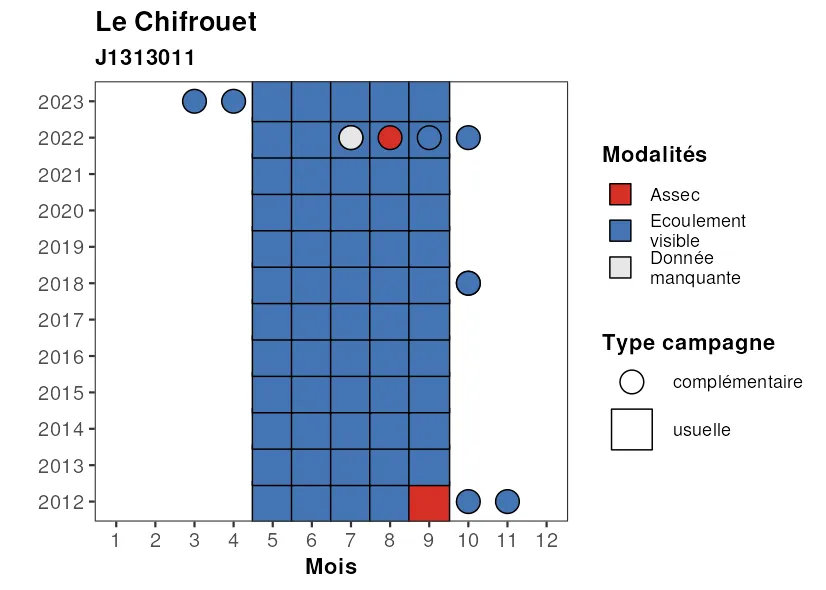 Le Chifrouet
J1313011
2023
2022
2021
2020
2019
2018
2017
2016
2015
2014
2013
2012
1 2 3 4 5 6 7 8 9 10 11 12
Mois
Modalités
Assec
Ecoulement
visible
Donnée
manquante
Type campagne
complémentaire
usuelle